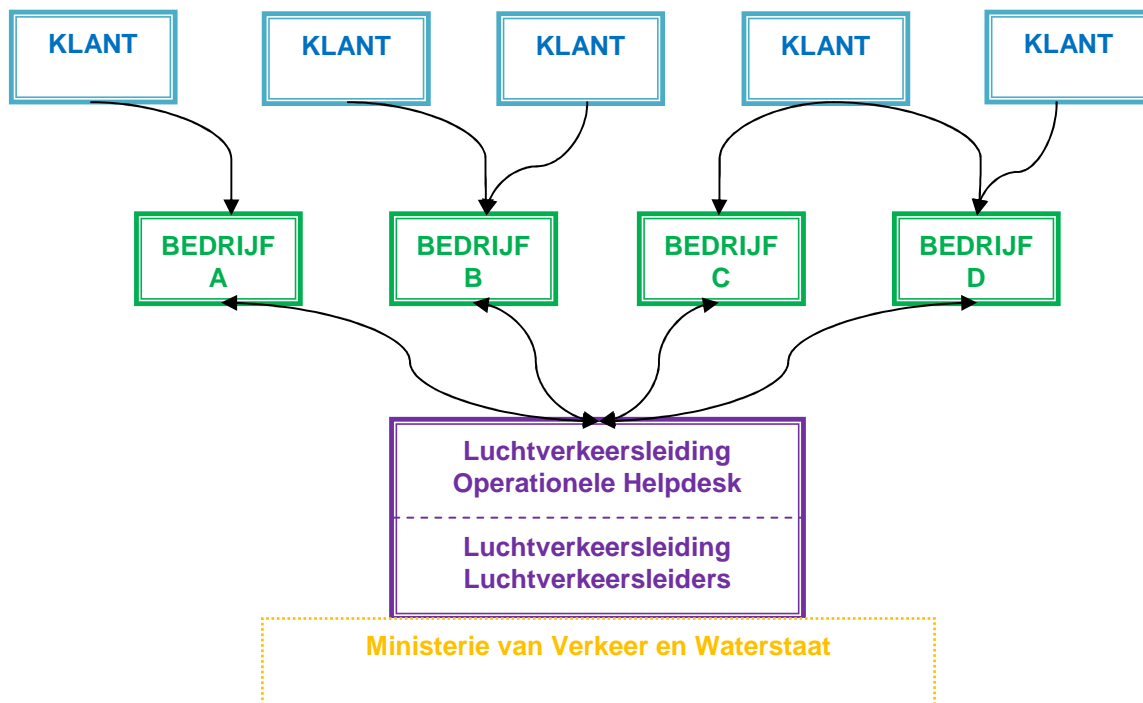 KLANT
KLANT
KLANT
KLANT
KLANT
BEDRIJF
A
BEDRIJF
B
BEDRIJF
C
BEDRIJF
D
Luchtverkeersleiding
Operationele Helpdesk
Luchtverkeersleiding
Luchtverkeersleiders
Ministerie van Verkeer en Waterstaat